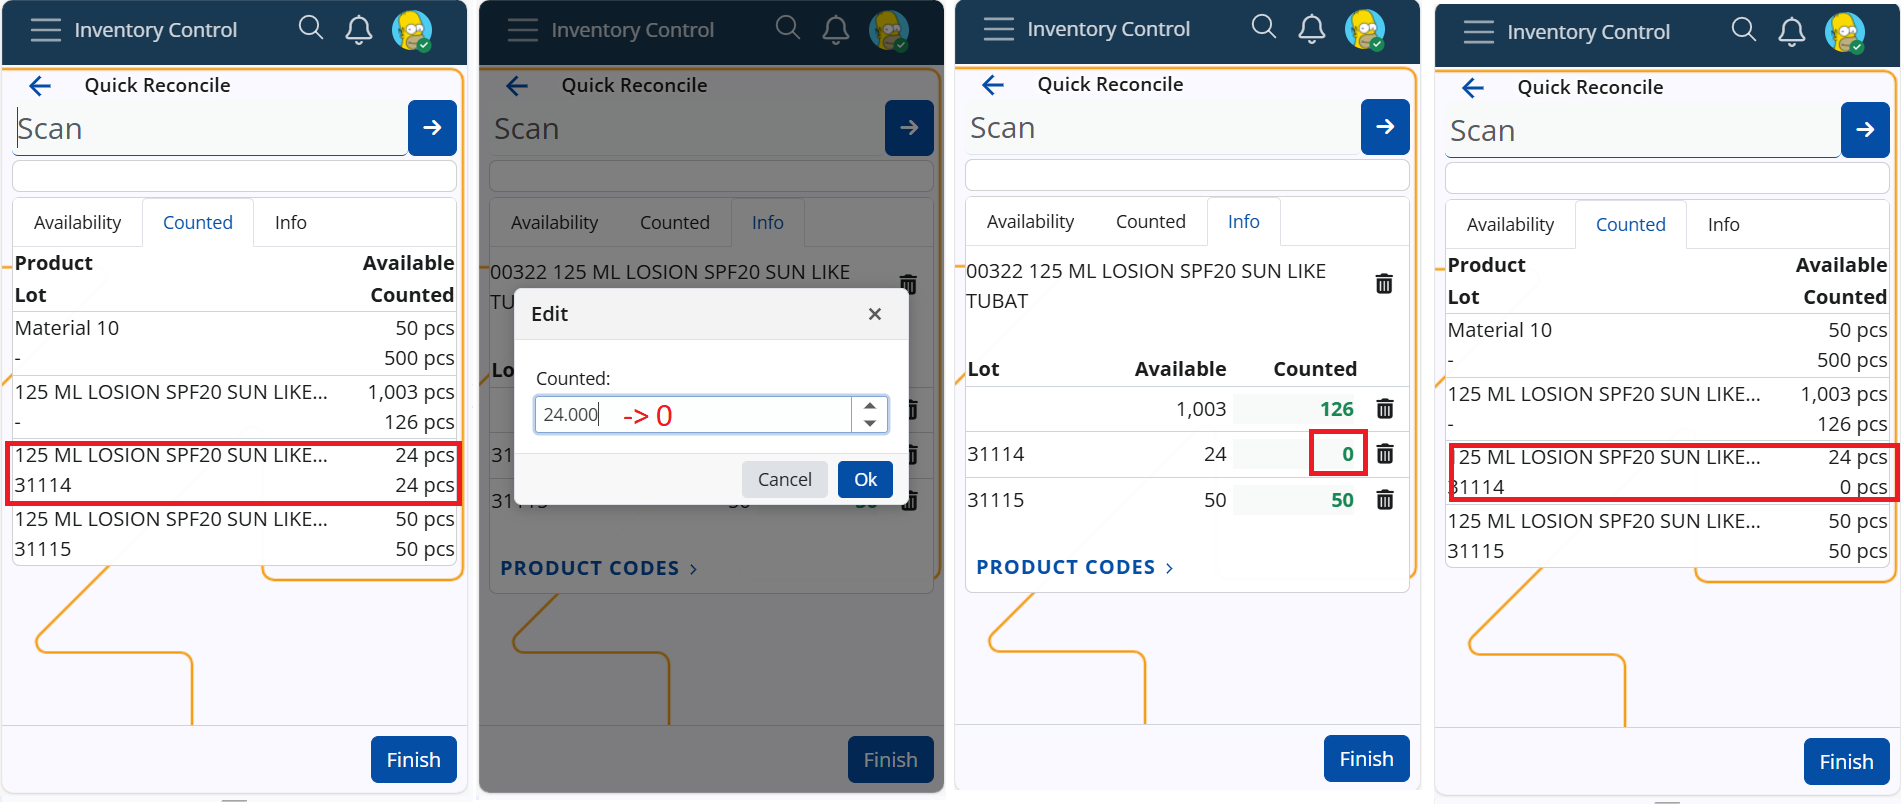 Inventory Control
Quick Reconcile
Scan
Availability Counted Info
Product Available
Lot Counted
Material 10 50 pcs
- 500 pcs
125 ML LOSION SPF20 SUN LIKE... 1,003 pcs
- 126 pcs
125 ML LOSION SPF20 SUN LIKE... 24 pcs
31114 24 pcs
125 ML LOSION SPF20 SUN LIKE... 50 pcs
31115 50 pcs
Finish
Inventory Control
Quick Reconcile
Scan
Availability Counted Info
00322 125 ML LOSION SPF20 SUN LIKE
Edit ×
Counted:
24.000 -> 0
Cancel Ok
PRODUCT CODES >
Finish
Inventory Control
Quick Reconcile
Scan
Availability Counted Info
00322 125 ML LOSION SPF20 SUN LIKE
TUBAT
Lot Available Counted
1,003 126
31114 24 0
31115 50 50
PRODUCT CODES >
Finish
Inventory Control
Quick Reconcile
Scan
Availability Counted Info
Product Available
Lot Counted
Material 10 50 pcs
- 500 pcs
125 ML LOSION SPF20 SUN LIKE... 1,003 pcs
- 126 pcs
125 ML LOSION SPF20 SUN LIKE... 24 pcs
31114 0 pcs
125 ML LOSION SPF20 SUN LIKE... 50 pcs
31115 50 pcs
Finish